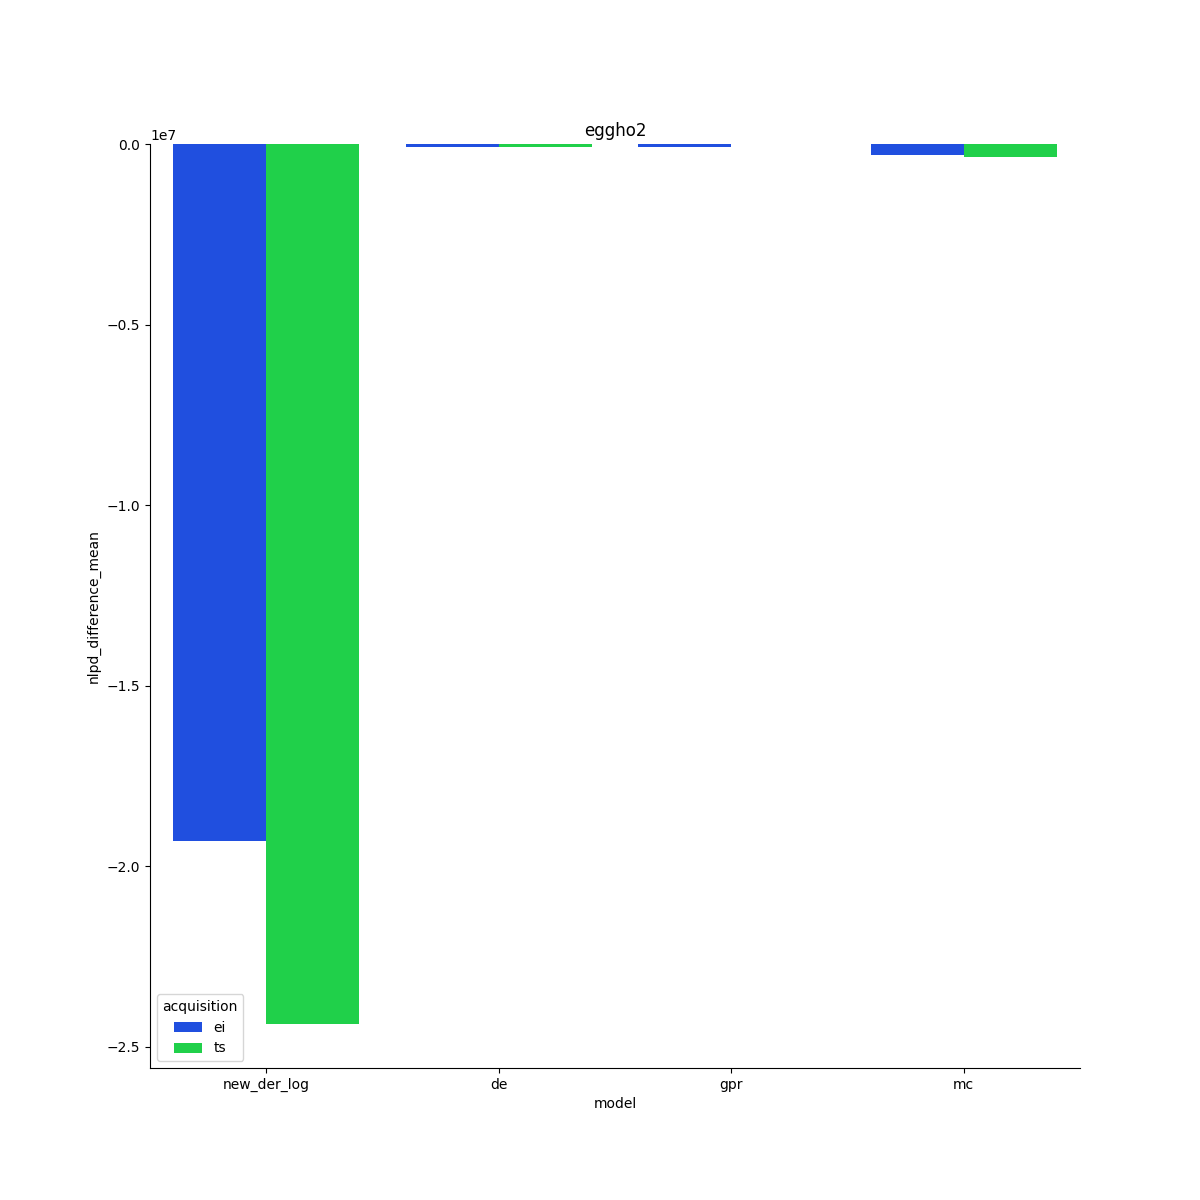 eggho2
1e7
0.0
−0.5
−1.0
−1.5
−2.0
−2.5
nlpd_difference_mean
acquisition
ei
ts
new_der_log de gpr mc
model